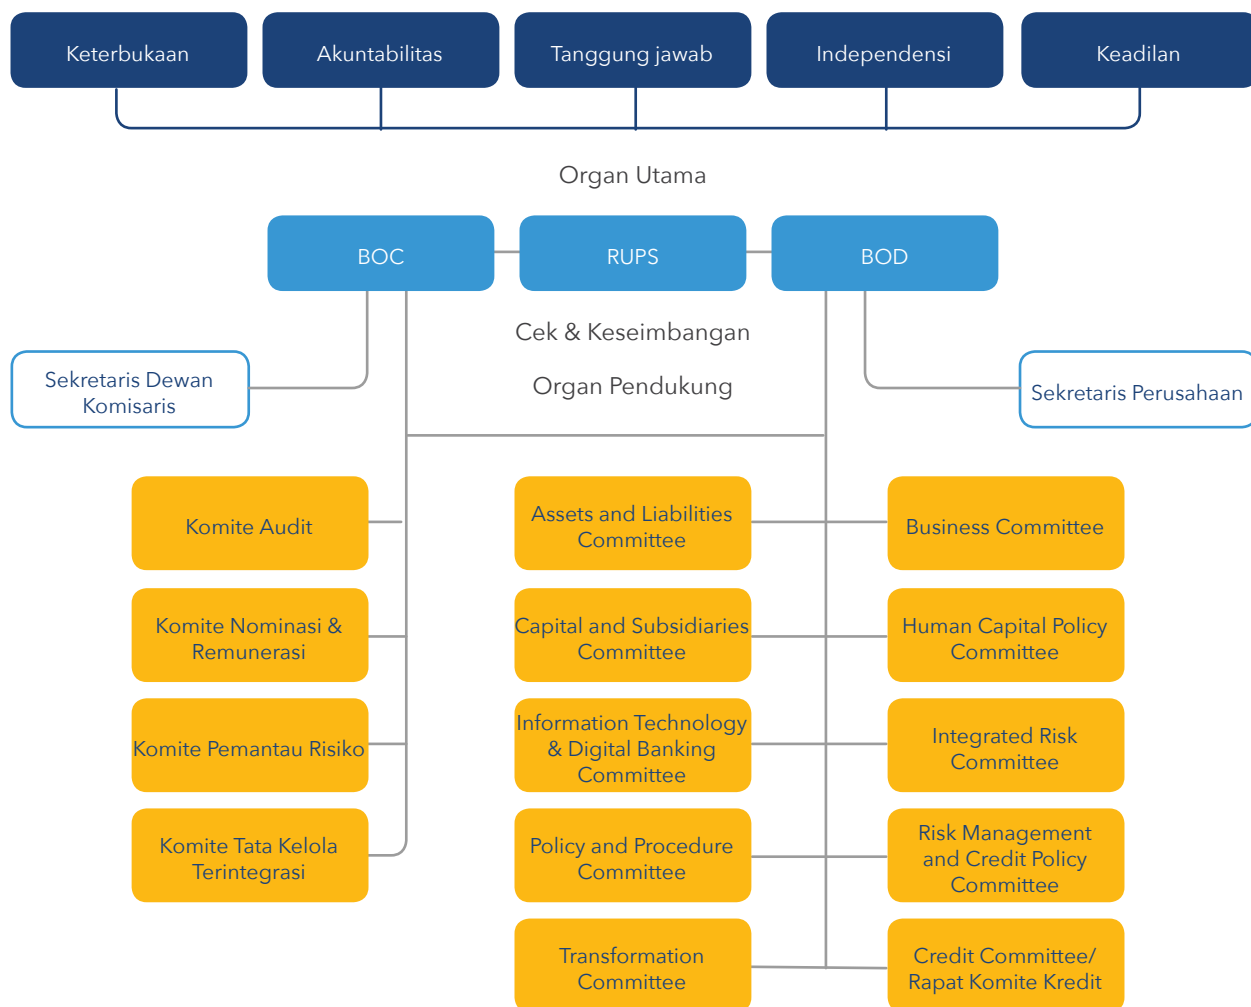 Keterbukaan
Akuntabilitas
Tanggung jawab
Independensi
Keadilan
Organ Utama
BOC
RUPS
BOD
Cek & Keseimbangan
Sekretaris Dewan
Komisaris
Organ Pendukung
Sekretaris Perusahaan
Komite Audit
Assets and Liabilities
Committee
Business Committee
Komite Nominasi &
Remunerasi
Capital and Subsidiaries
Committee
Human Capital Policy
Committee
Komite Pemantau Risiko
Information Technology
& Digital Banking
Committee
Integrated Risk
Committee
Komite Tata Kelola
Terintegrasi
Policy and Procedure
Committee
Risk Management
and Credit Policy
Committee
Transformation
Committee
Credit Committee/
Rapat Komite Kredit